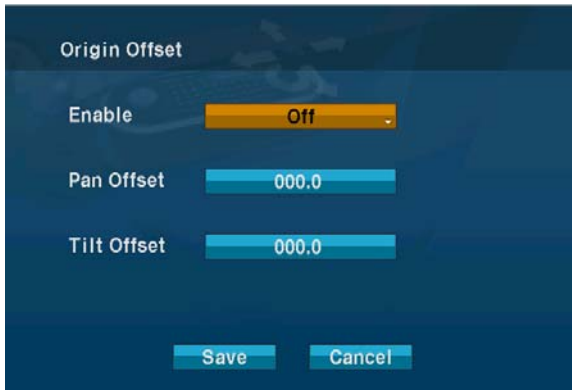 Origin Offset
Enable Off
Pan Offset 000.0
Tilt Offset 000.0
Save Cancel